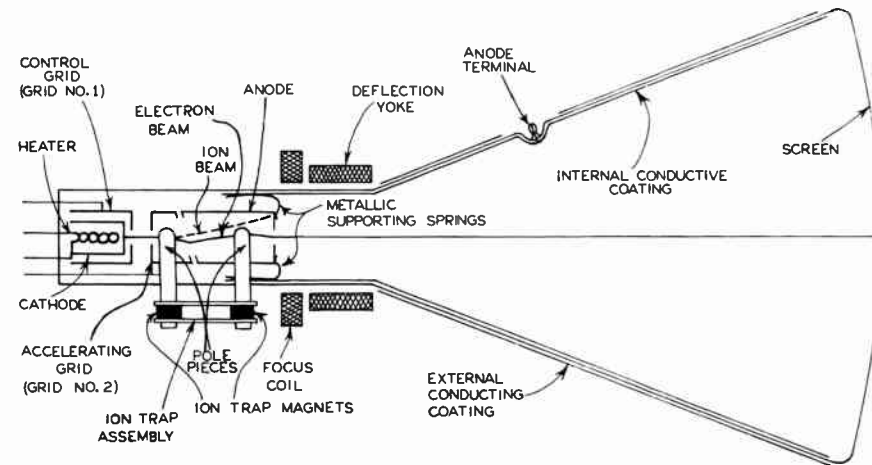 CONTROL
GRID
(GRID NO.1)
HEATER
ELECTRON
BEAM
ION
BEAM
ANODE
DEFLECTION
YOKE
ANODE
TERMINAL
SCREEN
INTERNAL CONDUCTIVE
COATING
METALLIC
SUPPORTING SPRINGS
CATHODE
ACCELERATING
GRID
(GRID NO.2)
POLE
PIECES
FOCUS
COIL
ION TRAP MAGNETS
ION TRAP
ASSEMBLY
EXTERNAL
CONDUCTING
COATING